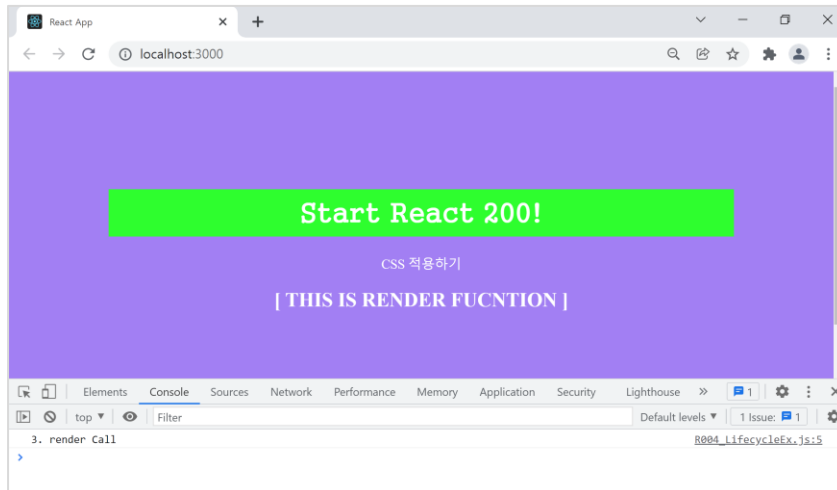 React App
localhost:3000
Start React 200!
CSS 적용하기
[ THIS IS RENDER FUCNTION ]
Elements Console Sources Network Performance Memory Application Security Lighthouse 1
top Filter Default levels 1 Issue: 1
3. render Call R004_LifecycleEx.js:5